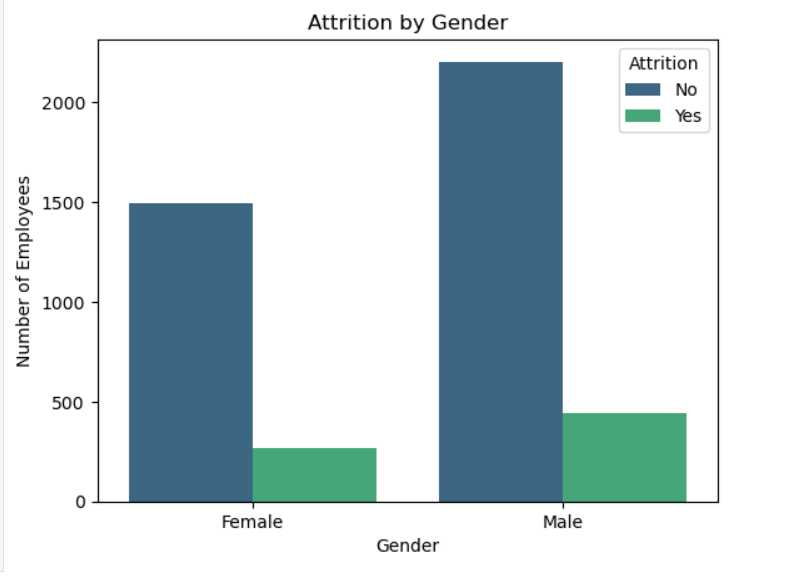 Attrition by Gender
Attrition
No
Yes
Number of Employees
2000
1500
1000
500
0
Female
Male
Gender